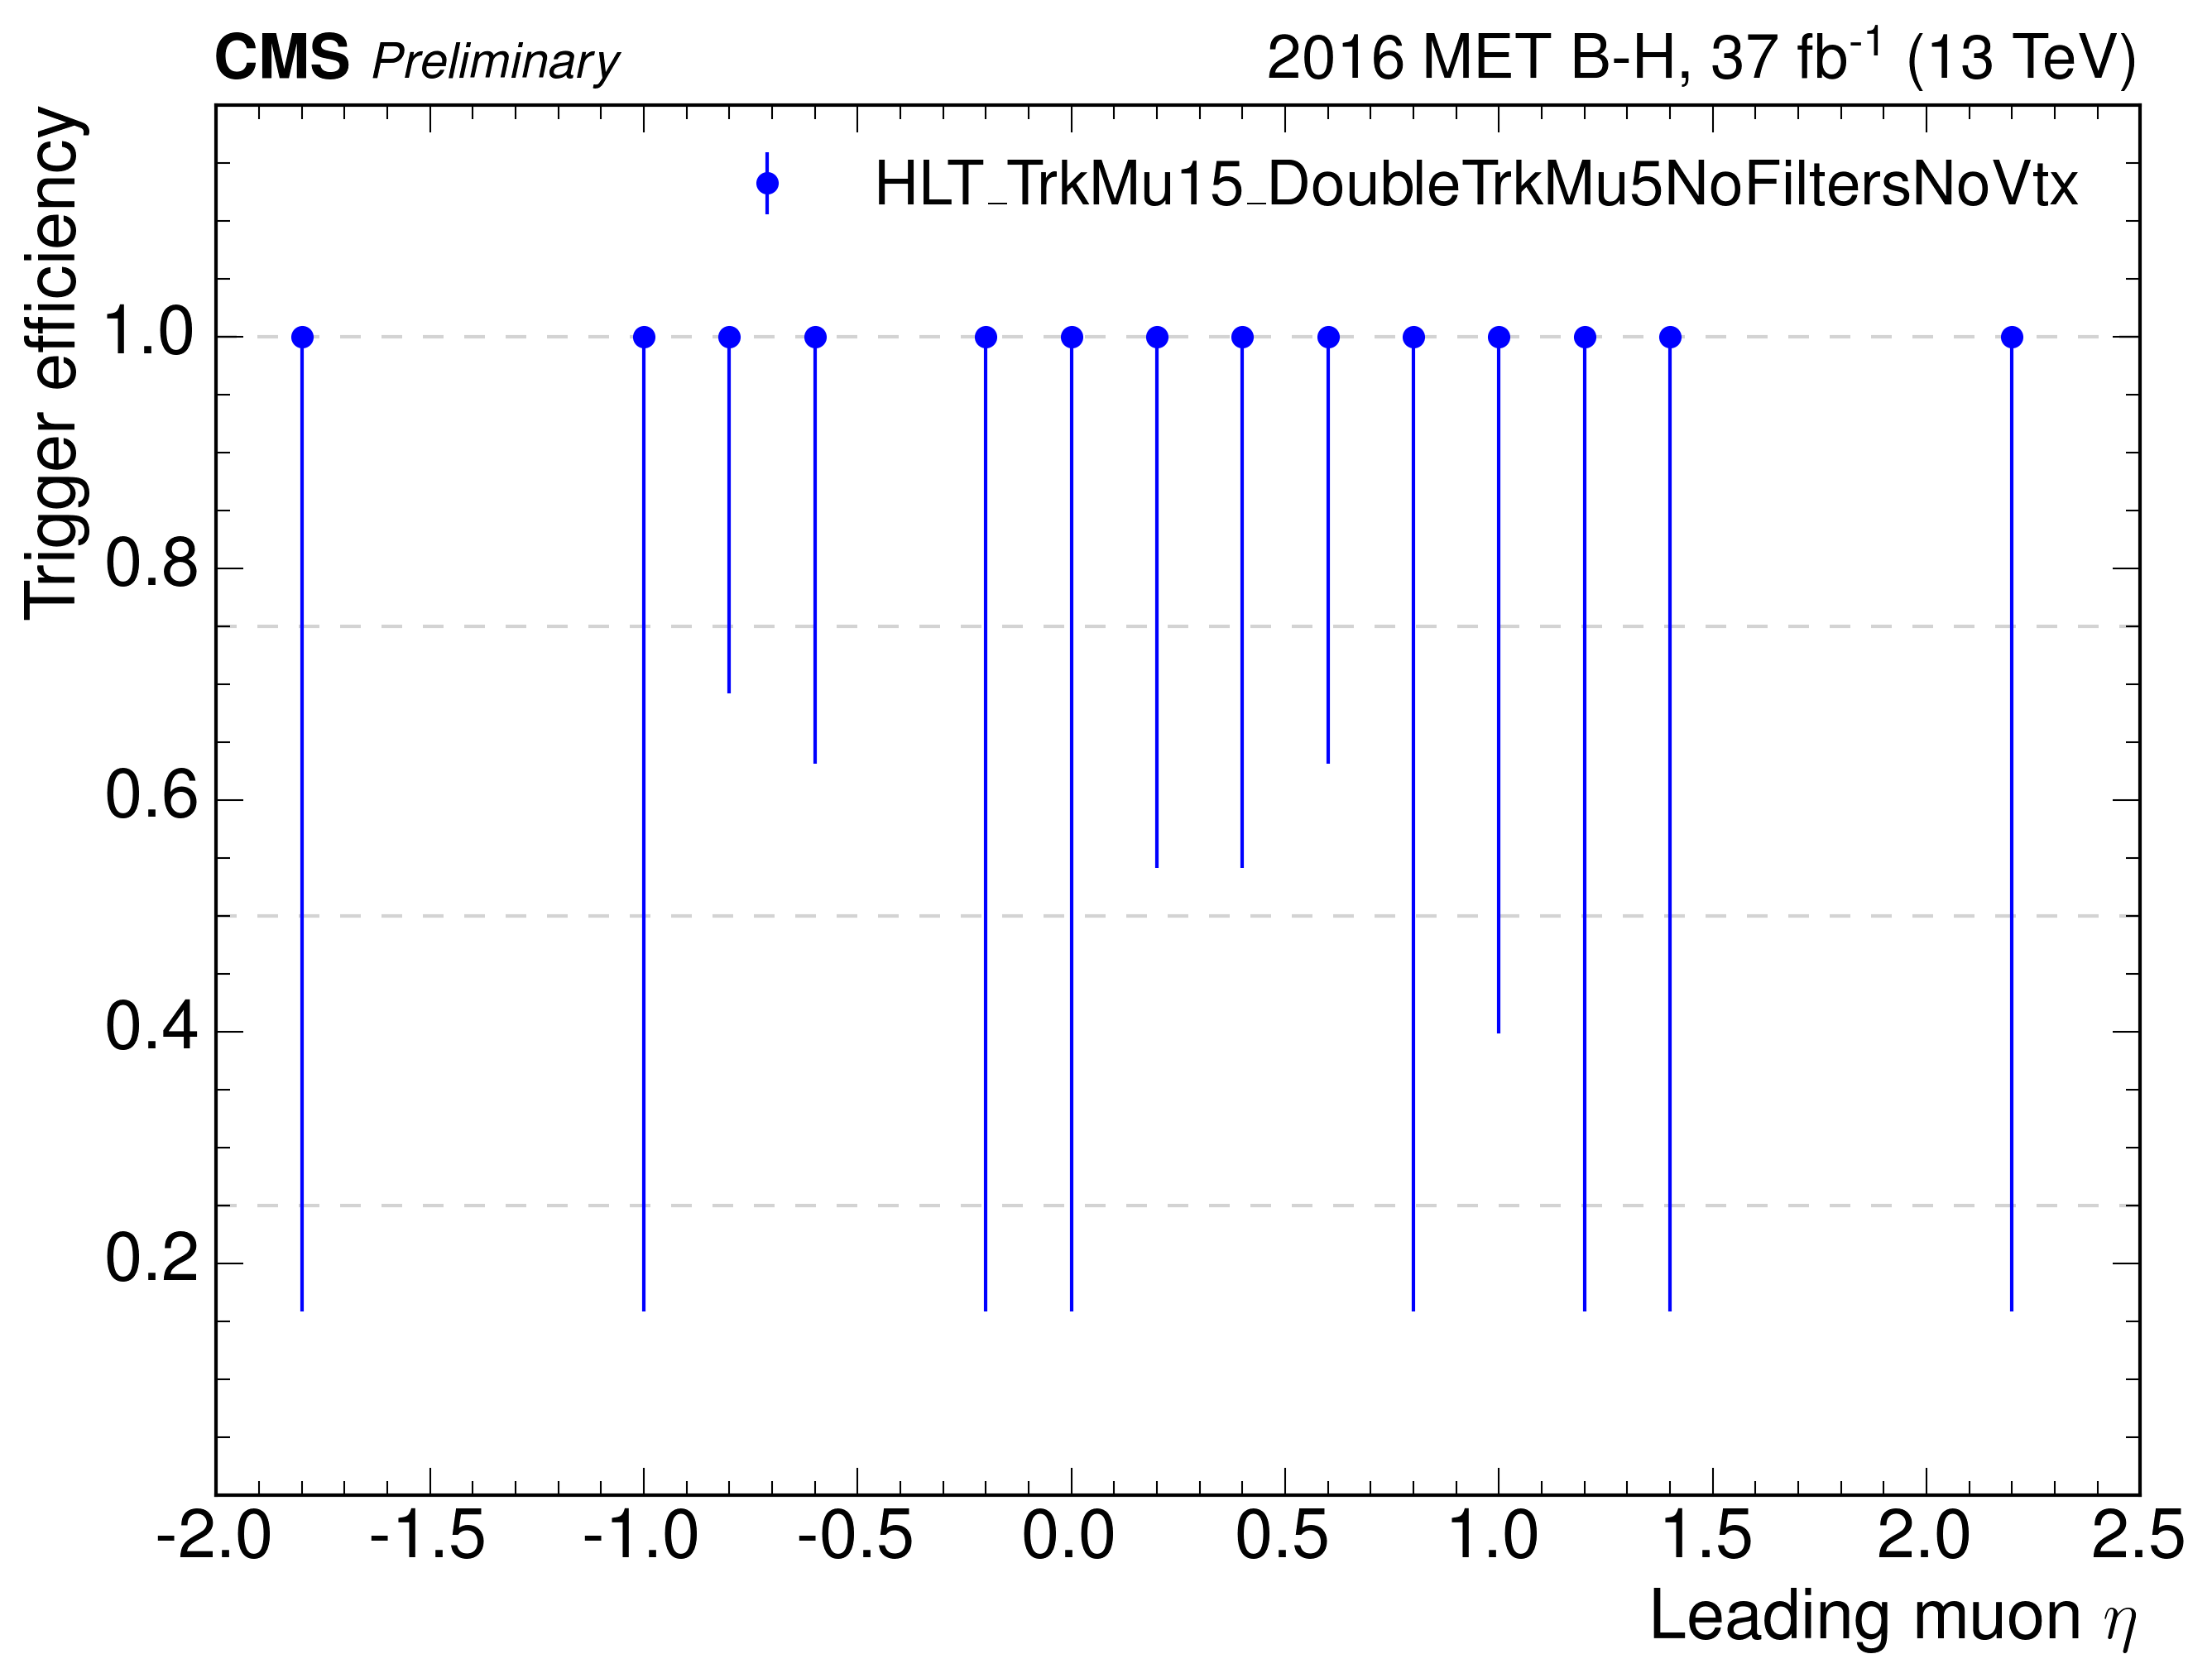 CMS Preliminary 2016 MET B-H, 37 fb-1 (13 TeV)
Trigger efficiency
HLT_TrkMu15_DoubleTrkMu5NoFiltersNoVtx
1.0
0.8
0.6
0.4
0.2
-2.0 -1.5 -1.0 -0.5 0.0 0.5 1.0 1.5 2.0 2.5
Leading muon η